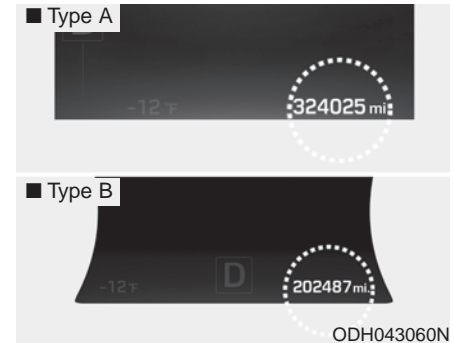 ■ Type A
-12 °F 324025 mi.
■ Type B
-12°F D 202487 mi.
ODH043060N